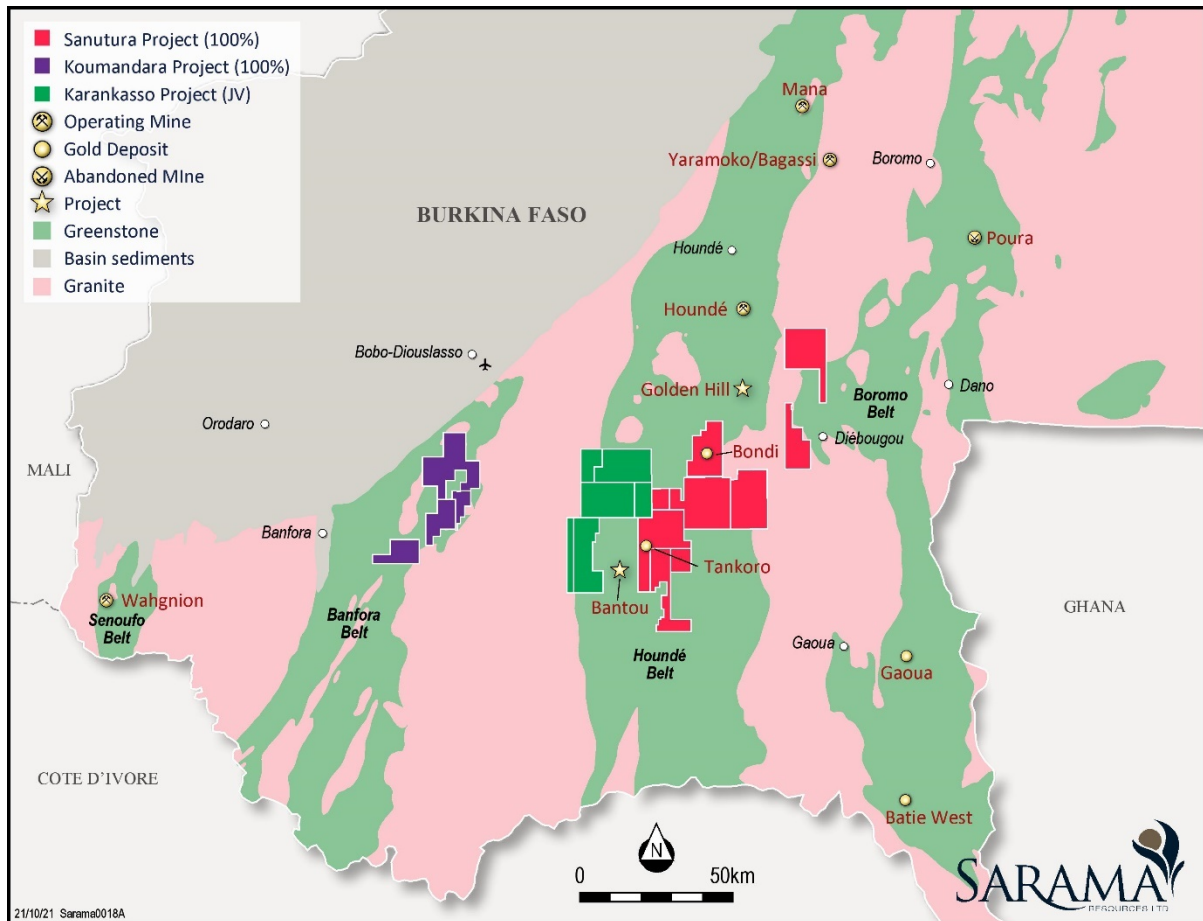 Sanutura Project (100%)
Koumandara Project (100%)
Karankasso Project (JV)
Operating Mine
Gold Deposit
Abandoned MIne
Project
Greenstone
Basin sediments
Granite
Mana
Yaramoko/Bagassi
Boromo
BURKINA FASO
Poura
Houndé
Houndé
Bobo-Diouslasso
Golden Hill
Boromo
Belt
Dano
Orodaro
Diébougou
MALI
Bondi
Banfora
Tankoro
Bantou
Wahgnion
Senoufo
Belt
Banfora
Belt
GHANA
Houndé
Belt
Gaoua
Gaoua
COTE D'IVORE
Batie West
N
0 50km
SARAMA
RESOURCES LTD
21/10/21 Sarama0018A